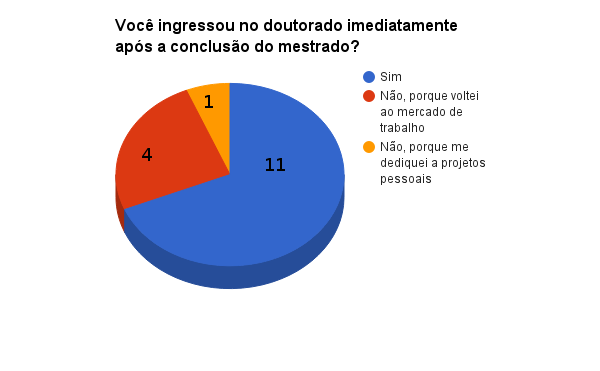 Você ingressou no doutorado imediatamente
após a conclusão do mestrado?
Sim
Não, porque voltei
ao mercado de
trabalho
Não, porque me
dediquei a projetos
pessoais
1
4
11